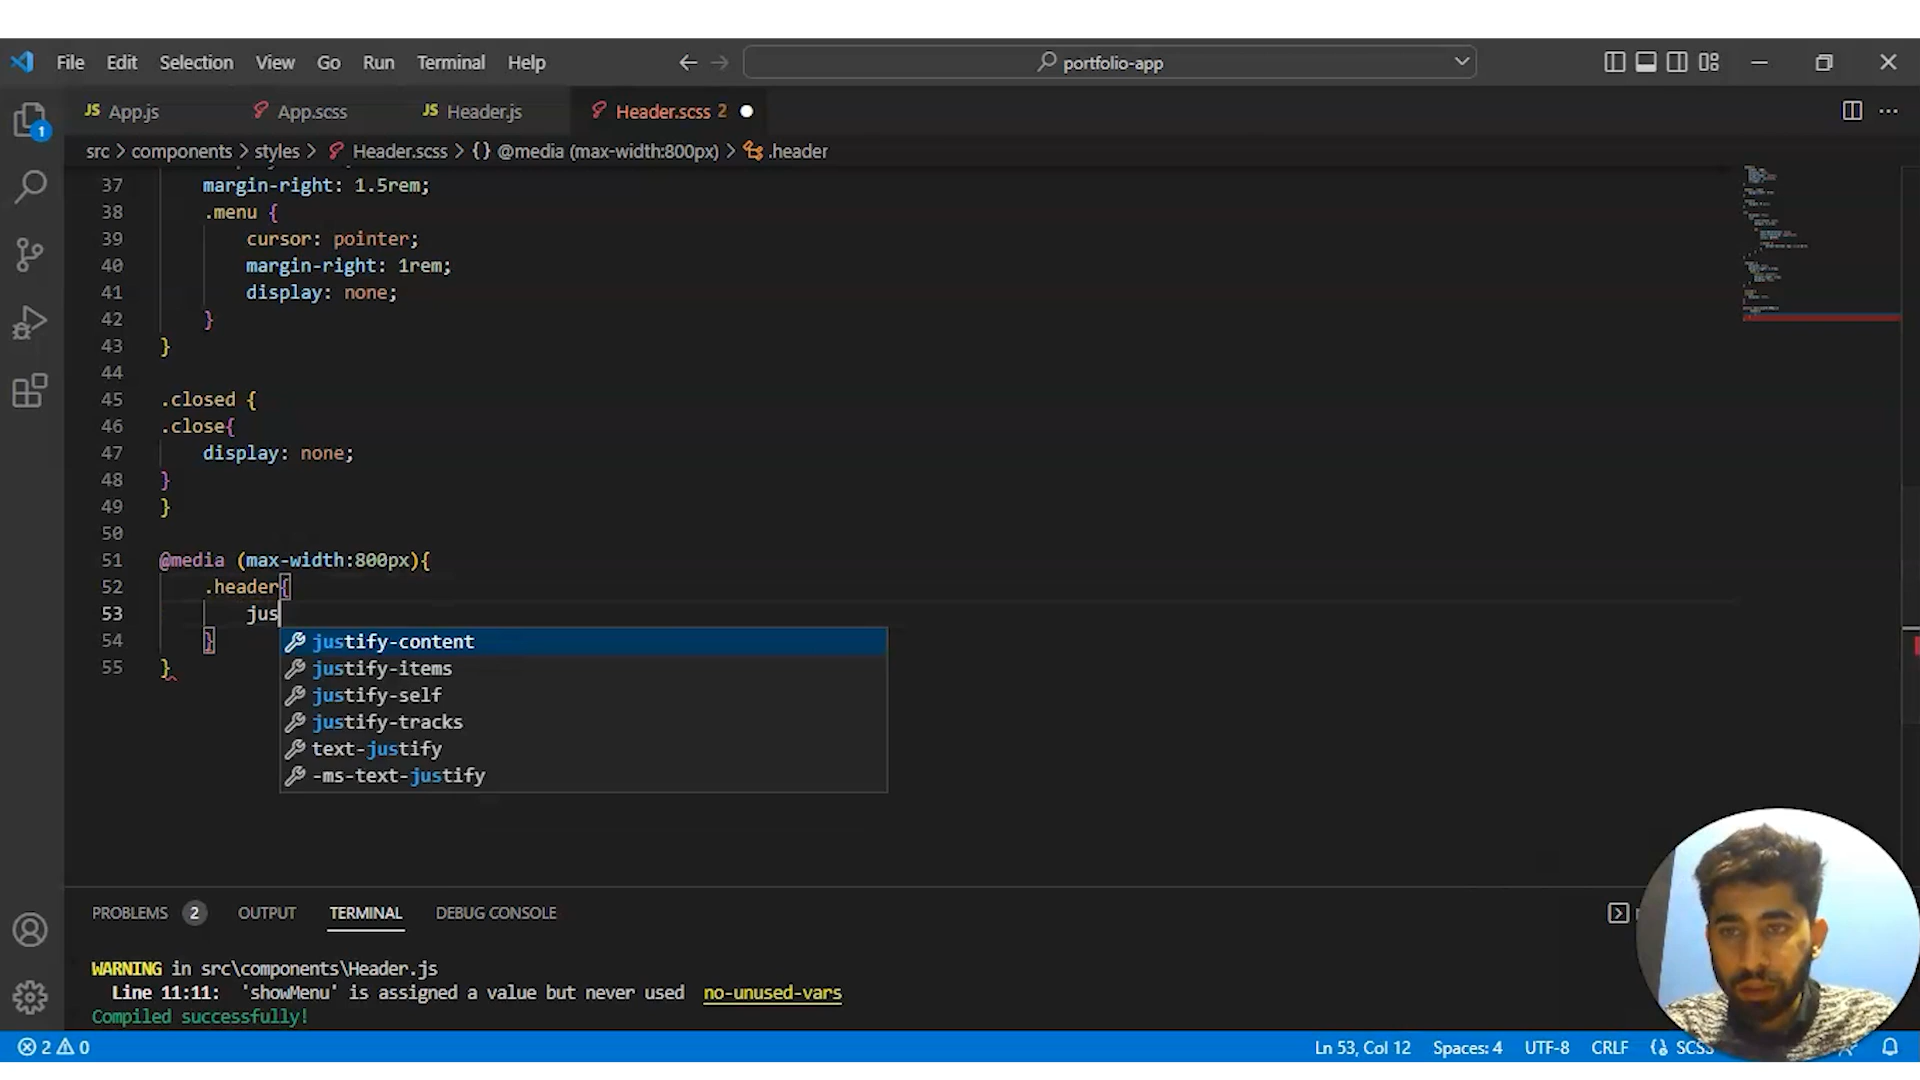 File Edit Selection View Go Run Terminal Help portfolio-app
JS App.js App.scss JS Header.js Header.scss 2
src > components > styles > Header.scss > {} @media (max-width:800px) > .header
37 margin-right: 1.5rem;
38 .menu {
39 cursor: pointer;
40 margin-right: 1rem;
41 display: none;
42 }
43 }
44
45 .closed {
46 .close{
47 display: none;
48 }
49 }
50
51 @media (max-width:800px){
52 .header{
53 jus
54 }
55 }
justify-content
justify-items
justify-self
justify-tracks
text-justify
-ms-text-justify
1
PROBLEMS 2 OUTPUT TERMINAL DEBUG CONSOLE
WARNING in src\components\Header.js
Line 11:11: 'showMenu' is assigned a value but never used no-unused-vars
Compiled successfully!
2 0 Ln 53, Col 12 Spaces: 4 UTF-8 CRLF {} SCSS